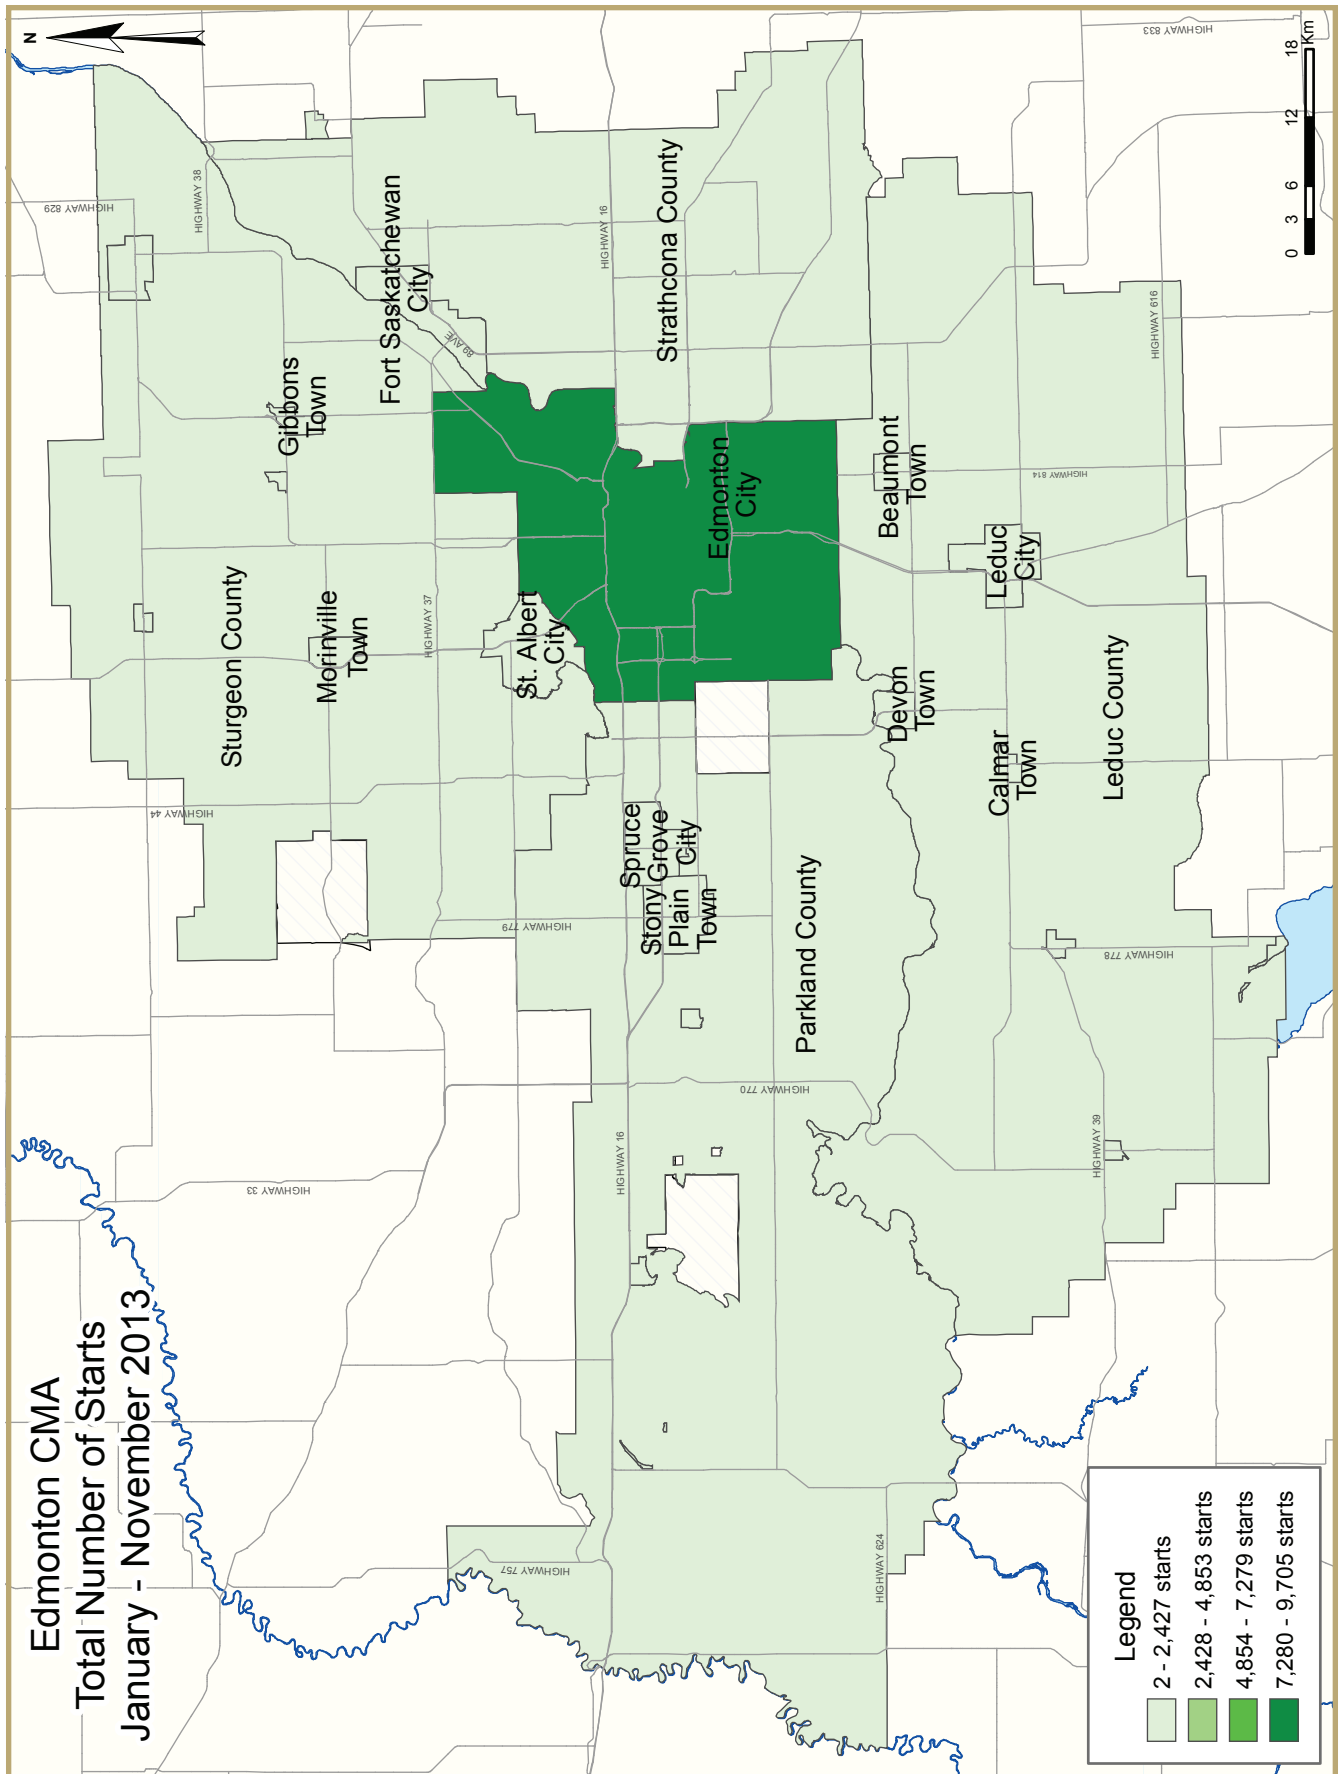 Edmonton CMA
Total Number of Starts
January - November 2013
N
HIGHWAY 829
HIGHWAY 38
HIGHWAY 833
HIGHWAY 16
HIGHWAY 44
HIGHWAY 37
HIGHWAY 779
HIGHWAY 33
HIGHWAY 770
HIGHWAY 16
HIGHWAY 757
HIGHWAY 624
HIGHWAY 39
HIGHWAY 778
HIGHWAY 814
HIGHWAY 616
89 AVE
Sturgeon County
Gibbons
Town
Fort Saskatchewan
City
Morinville
Town
St. Albert
City
Strathcona County
Edmonton
City
Spruce
Grove
City
Stony
Plain
Town
Parkland County
Beaumont
Town
Devon
Town
Leduc
City
Calmar
Town
Leduc County
Legend
2 - 2,427 starts
2,428 - 4,853 starts
4,854 - 7,279 starts
7,280 - 9,705 starts
0 3 6 12 18
Km